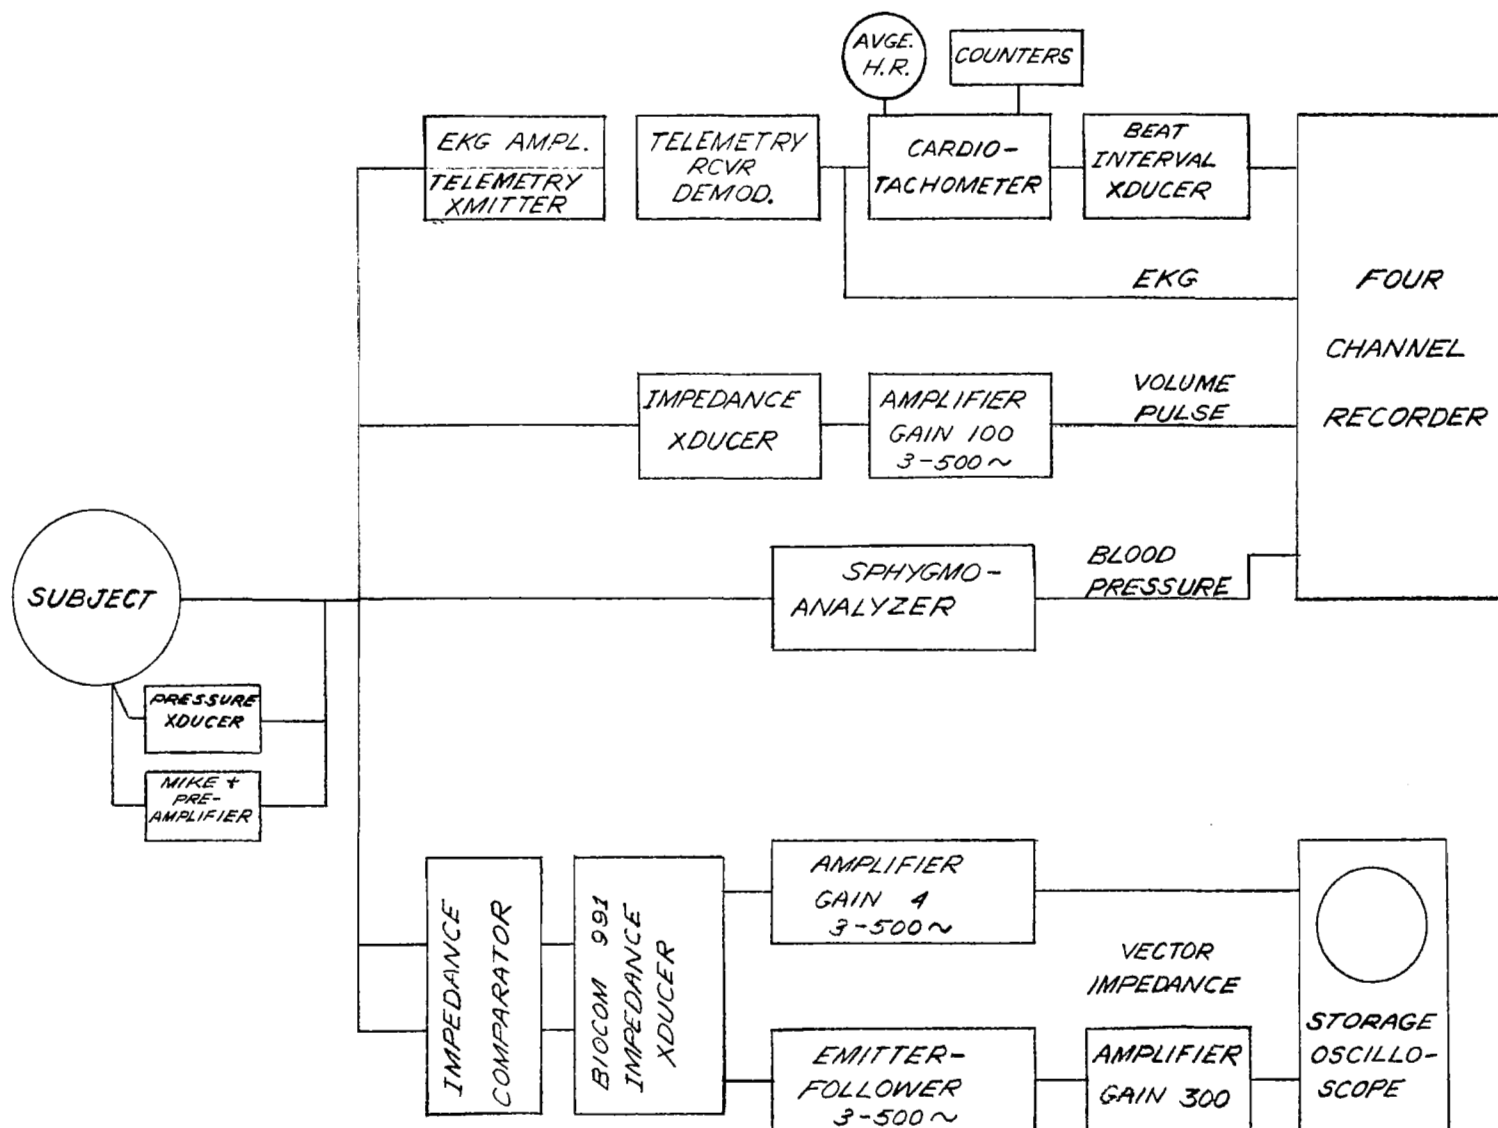 AVGE.
H.R.
COUNTERS
EKG AMPL.
TELEMETRY
XMITTER
TELEMETRY
RCVR
DEMOD.
CARDIO-
TACHOMETER
BEAT
INTERVAL
XDUCER
EKG
FOUR
CHANNEL
RECORDER
IMPEDANCE
XDUCER
AMPLIFIER
GAIN 100
3-500~
VOLUME
PULSE
SPHYGMO-
ANALYZER
BLOOD
PRESSURE
SUBJECT
PRESSURE
XDUCER
MIKE +
PRE-
AMPLIFIER
IMPEDANCE
COMPARATOR
BIOCOM 991
IMPEDANCE
XDUCER
AMPLIFIER
GAIN 4
3-500~
VECTOR
IMPEDANCE
EMITTER-
FOLLOWER
3-500~
AMPLIFIER
GAIN 300
STORAGE
OSCILLO-
SCOPE